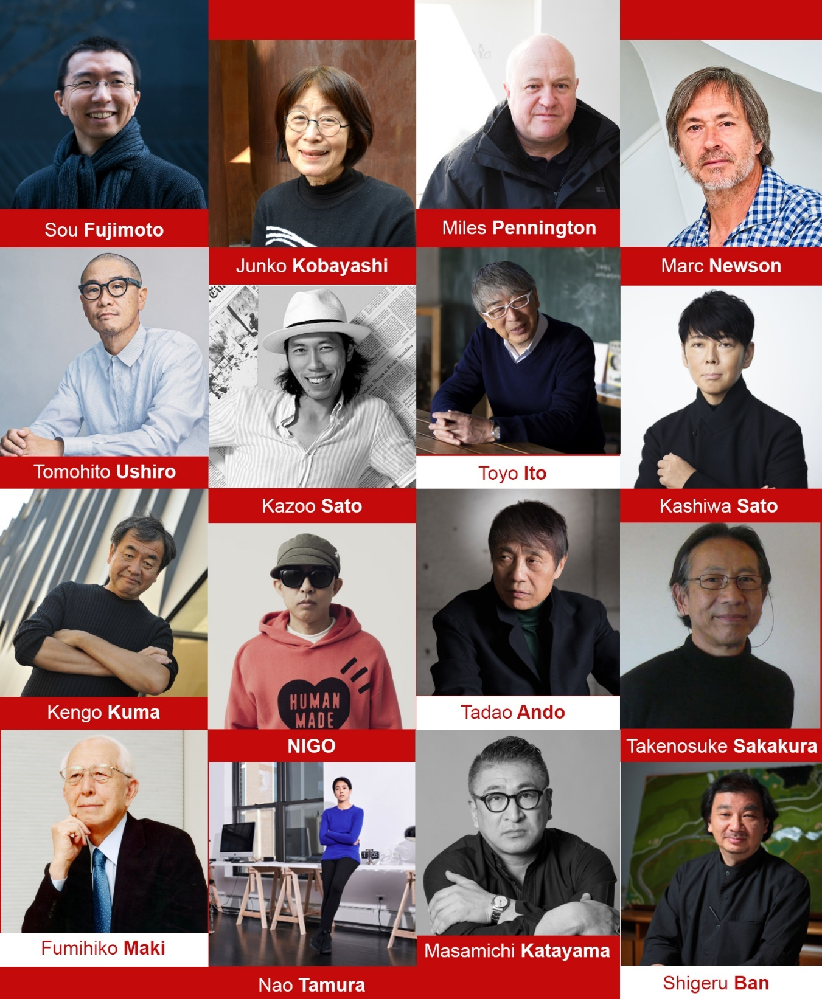 Sou Fujimoto
Miles Pennington
Junko Kobayashi
Marc Newson
Tomohito Ushiro
Toyo Ito
Kazoo Sato
Kashiwa Sato
HUMAN
MADE
Kengo Kuma
Tadao Ando
NIGO
Takenosuke Sakakura
Fumihiko Maki
Masamichi Katayama
Nao Tamura
Shigeru Ban